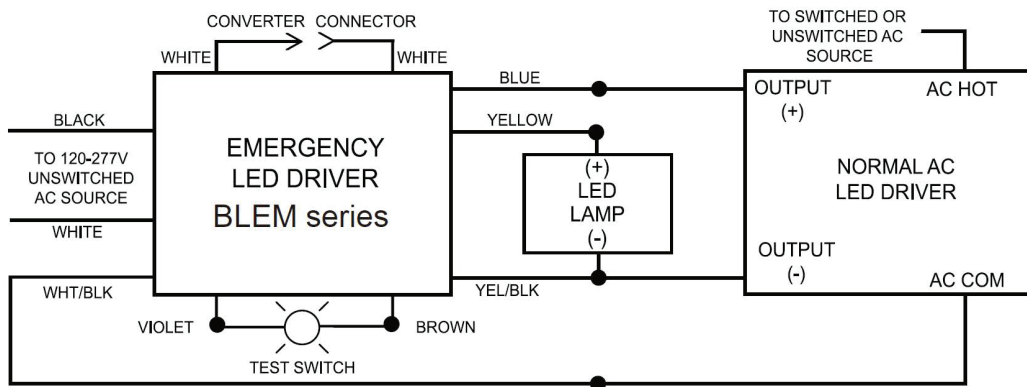 CONVERTER CONNECTOR
WHITE
WHITE
TO SWITCHED OR
UNSWITCHED AC
SOURCE
BLACK
TO 120-277V
UNSWITCHED
AC SOURCE
WHITE
WHT/BLK
EMERGENCY
LED DRIVER
BLEM series
BLUE
YELLOW
(+)
LED
LAMP
(-)
YEL/BLK
OUTPUT
(+)
AC HOT
NORMAL AC
LED DRIVER
OUTPUT
(-)
AC COM
VIOLET
BROWN
TEST SWITCH